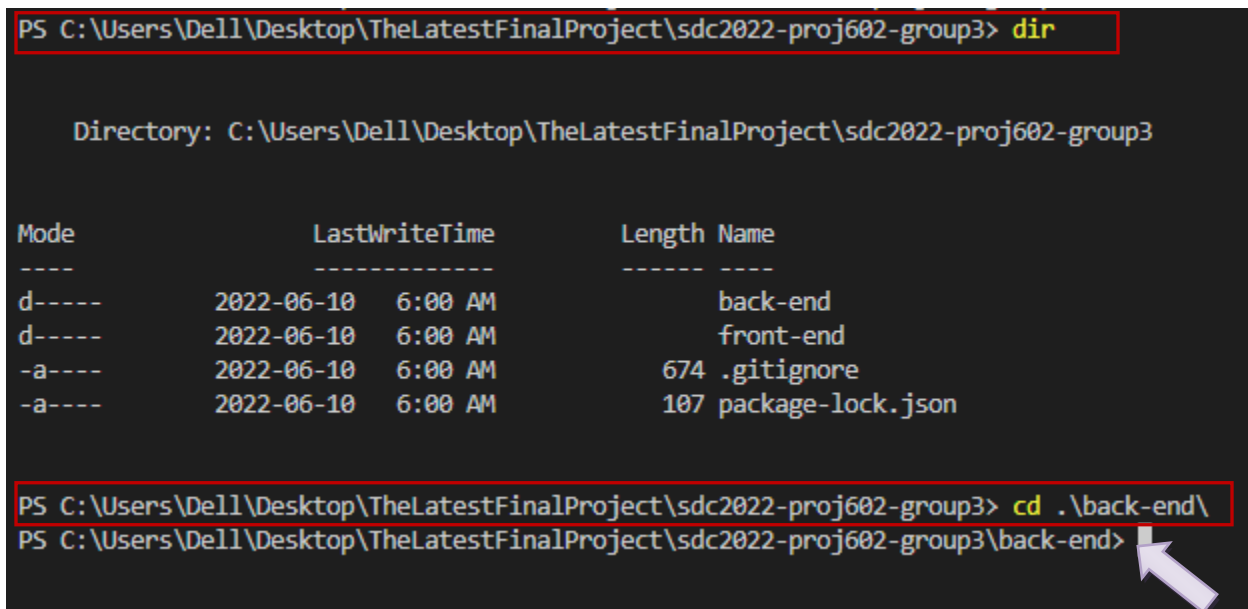 PS C:\Users\Dell\Desktop\TheLatestFinalProject\sdc2022-proj602-group3> dir
Directory: C:\Users\Dell\Desktop\TheLatestFinalProject\sdc2022-proj602-group3
Mode LastWriteTime Length Name
---- ------------- ------ ----
d----- 2022-06-10 6:00 AM back-end
d----- 2022-06-10 6:00 AM front-end
-a---- 2022-06-10 6:00 AM 674 .gitignore
-a---- 2022-06-10 6:00 AM 107 package-lock.json
PS C:\Users\Dell\Desktop\TheLatestFinalProject\sdc2022-proj602-group3> cd .\back-end\
PS C:\Users\Dell\Desktop\TheLatestFinalProject\sdc2022-proj602-group3\back-end>